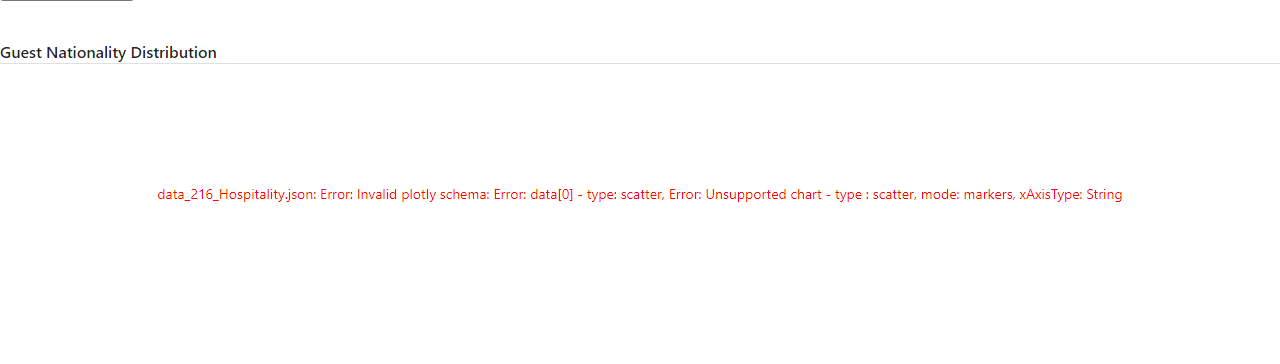 Guest Nationality Distribution
data_216_Hospitality.json: Error: Invalid plotly schema: Error: data[0] - type: scatter, Error: Unsupported chart - type : scatter, mode: markers, xAxisType: String